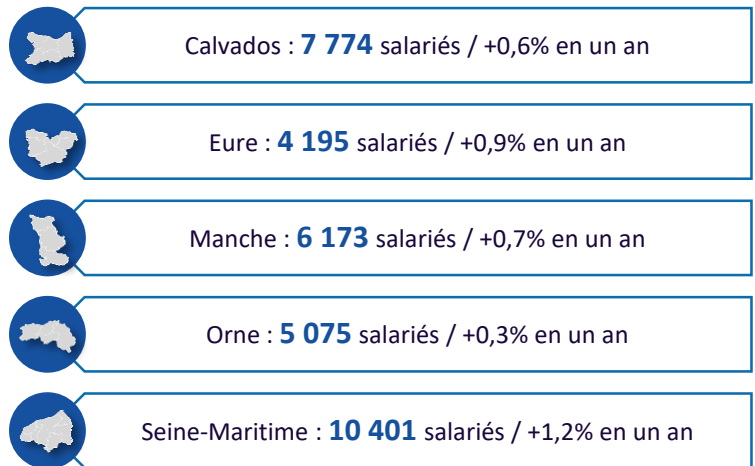 Calvados : 7 774 salariés / +0,6% en un an
Eure : 4 195 salariés / +0,9% en un an
Manche : 6 173 salariés / +0,7% en un an
Orne : 5 075 salariés / +0,3% en un an
Seine-Maritime : 10 401 salariés / +1,2% en un an